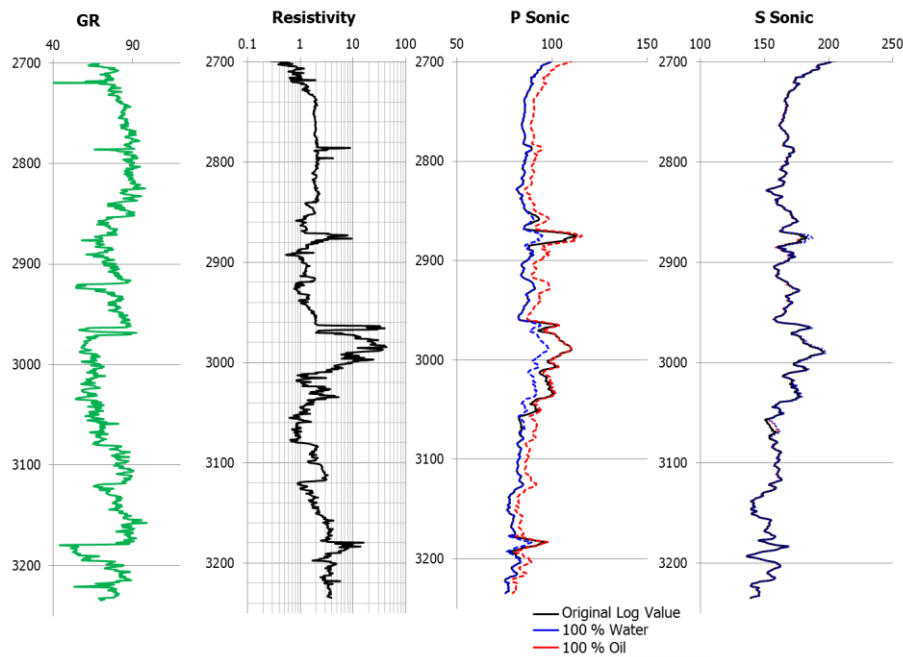 GR Resistivity P Sonic S Sonic
40 90 0.1 1 10 100 50 100 150 100 150 200 250
2700 2700 2700 2700
2800 2800 2800 2800
2900 2900 2900 2900
3000 3000 3000 3000
3100 3100 3100 3100
3200 3200 3200 3200
Original Log Value
100 % Water
100 % Oil